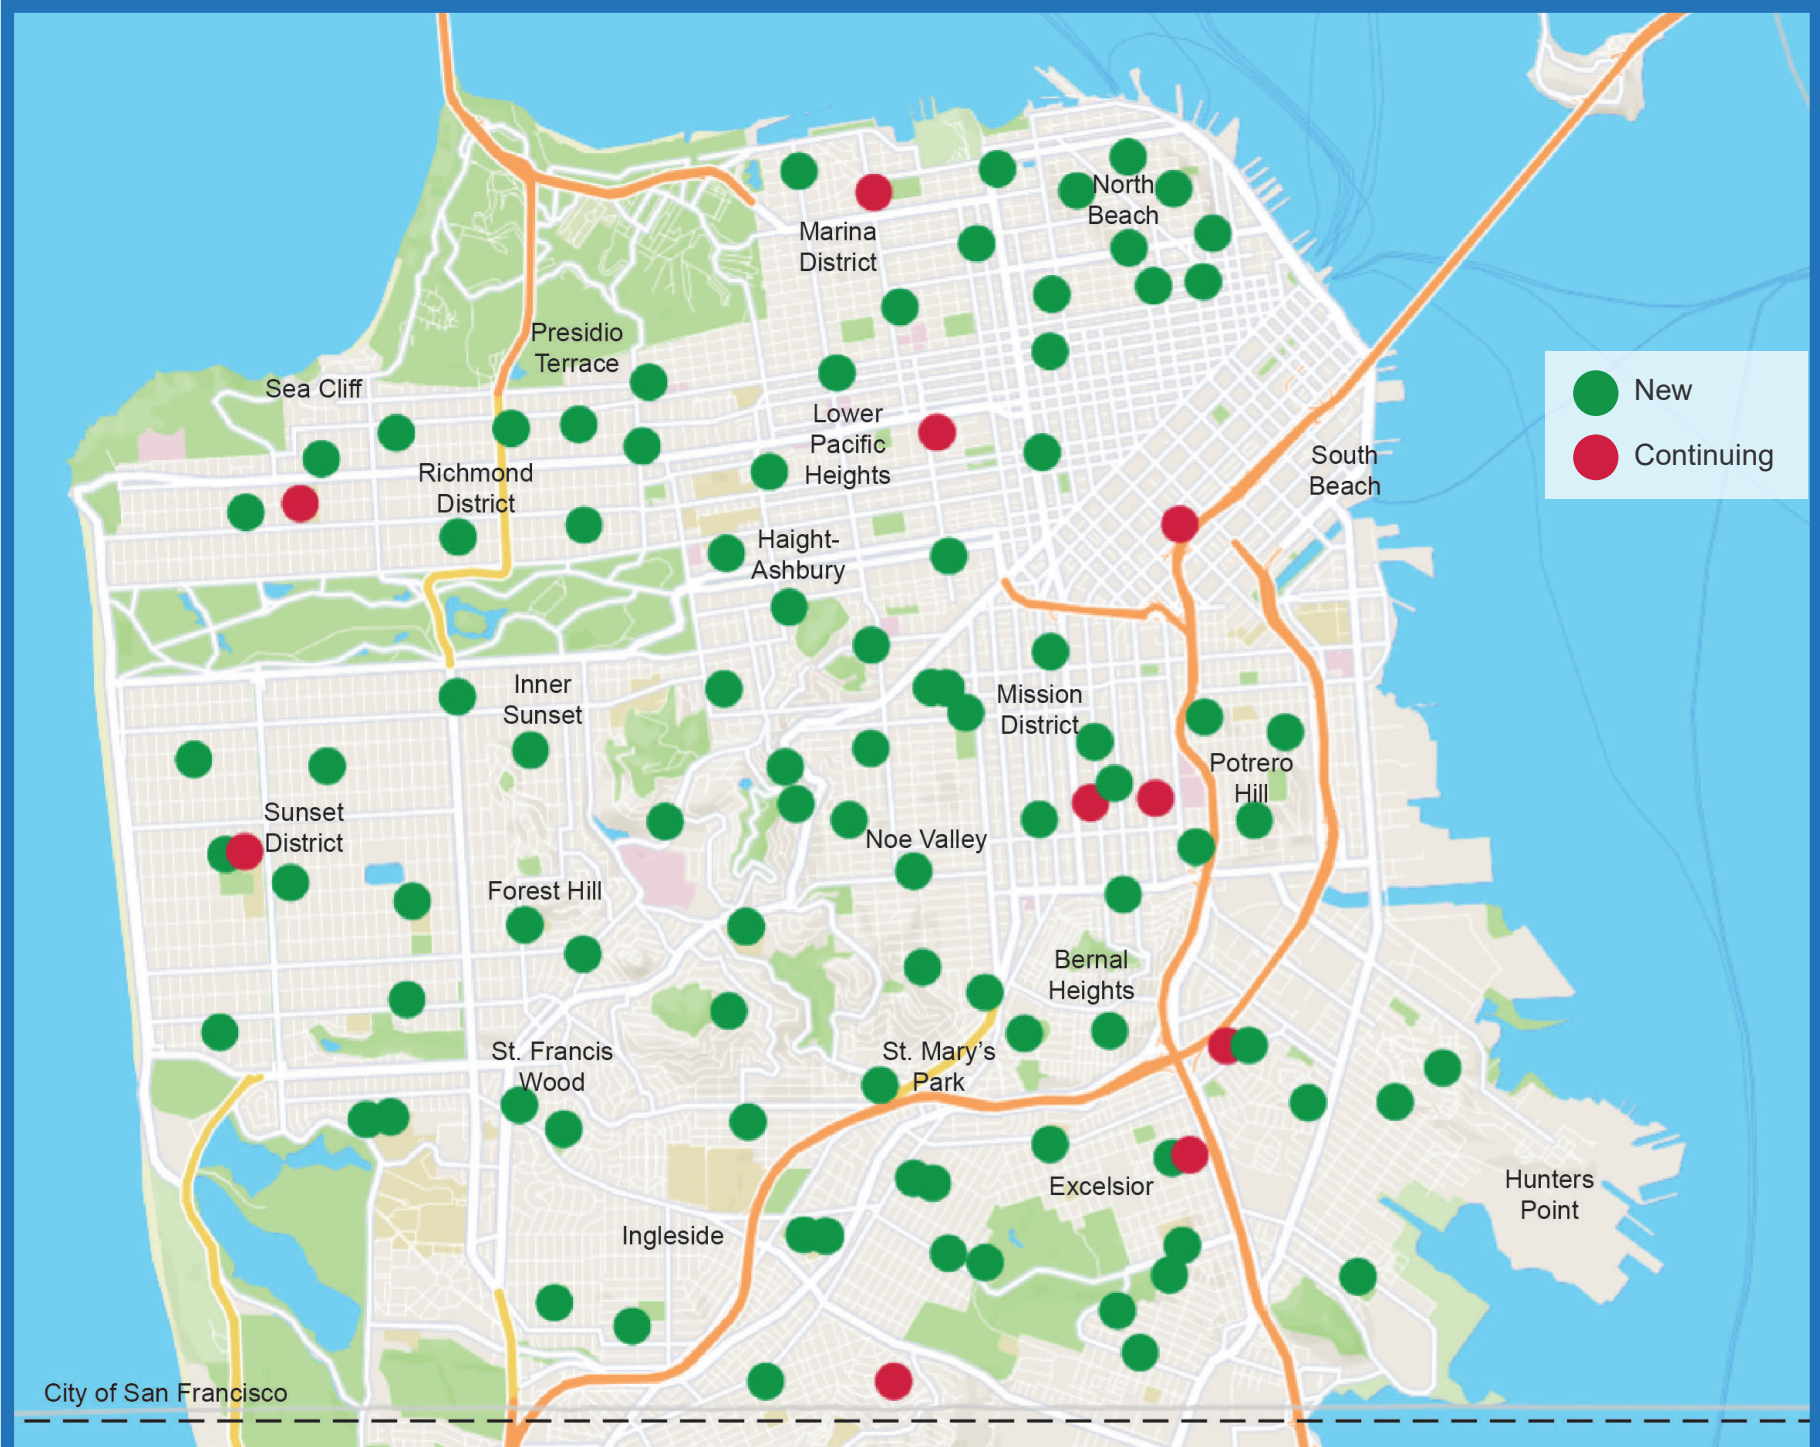 North
Beach
Marina
District
Presidio
Terrace
Sea Cliff
New
Lower
Pacific
Heights
Continuing
South
Beach
Richmond
District
Haight-
Ashbury
Inner
Sunset
Mission
District
Potrero
Hill
Sunset
District
Noe Valley
Forest Hill
Bernal
Heights
St. Francis
Wood
St. Mary's
Park
Excelsior
Hunters
Point
Ingleside
City of San Francisco